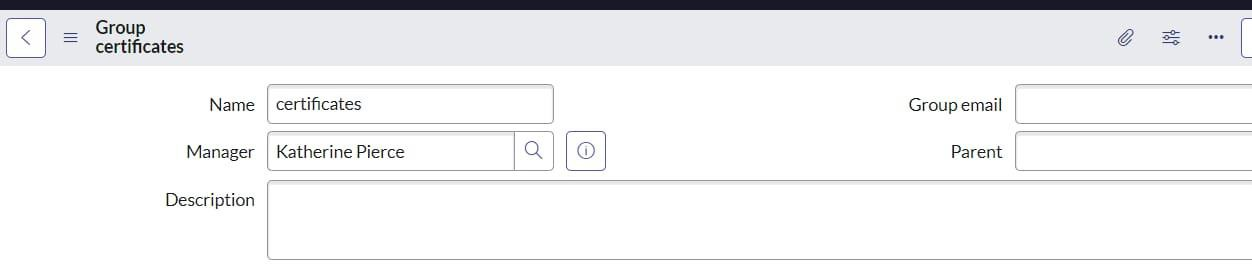 Group
certificates
Name certificates Group email
Manager Katherine Pierce Parent
Description